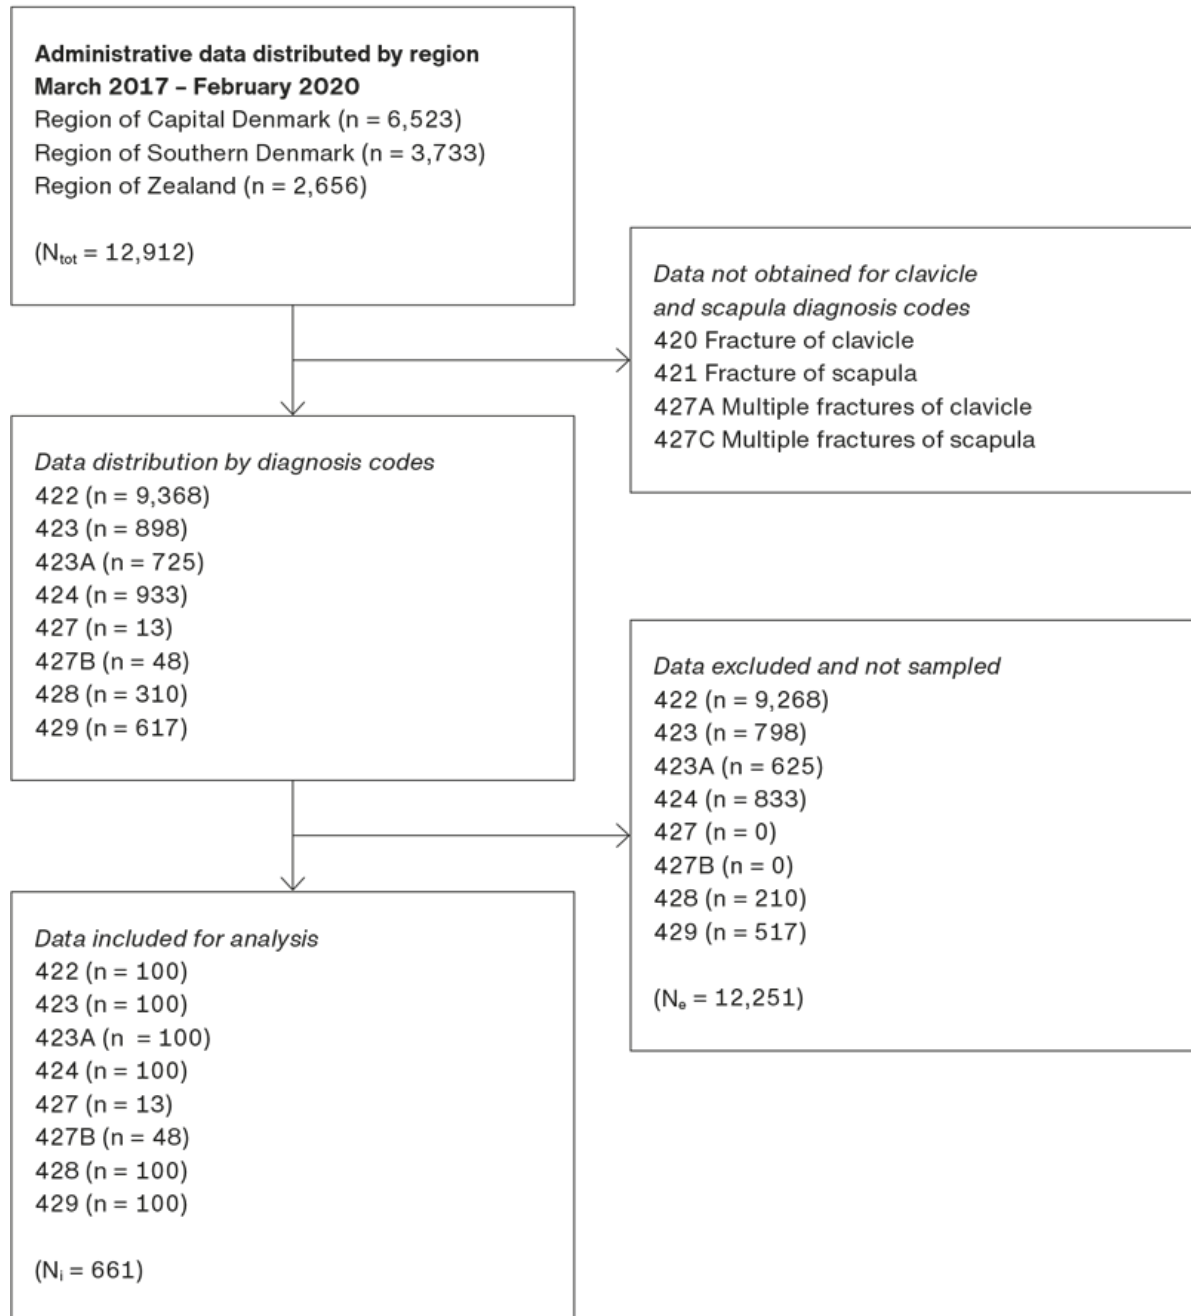 Administrative data distributed by region
March 2017 – February 2020
Region of Capital Denmark (n = 6,523)
Region of Southern Denmark (n = 3,733)
Region of Zealand (n = 2,656)
(Ntot = 12,912)
Data not obtained for clavicle
and scapula diagnosis codes
420 Fracture of clavicle
421 Fracture of scapula
427A Multiple fractures of clavicle
427C Multiple fractures of scapula
Data distribution by diagnosis codes
422 (n = 9,368)
423 (n = 898)
423A (n = 725)
424 (n = 933)
427 (n = 13)
427B (n = 48)
428 (n = 310)
429 (n = 617)
Data excluded and not sampled
422 (n = 9,268)
423 (n = 798)
423A (n = 625)
424 (n = 833)
427 (n = 0)
427B (n = 0)
428 (n = 210)
429 (n = 517)
(Ne = 12,251)
Data included for analysis
422 (n = 100)
423 (n = 100)
423A (n = 100)
424 (n = 100)
427 (n = 13)
427B (n = 48)
428 (n = 100)
429 (n = 100)
(Ni = 661)